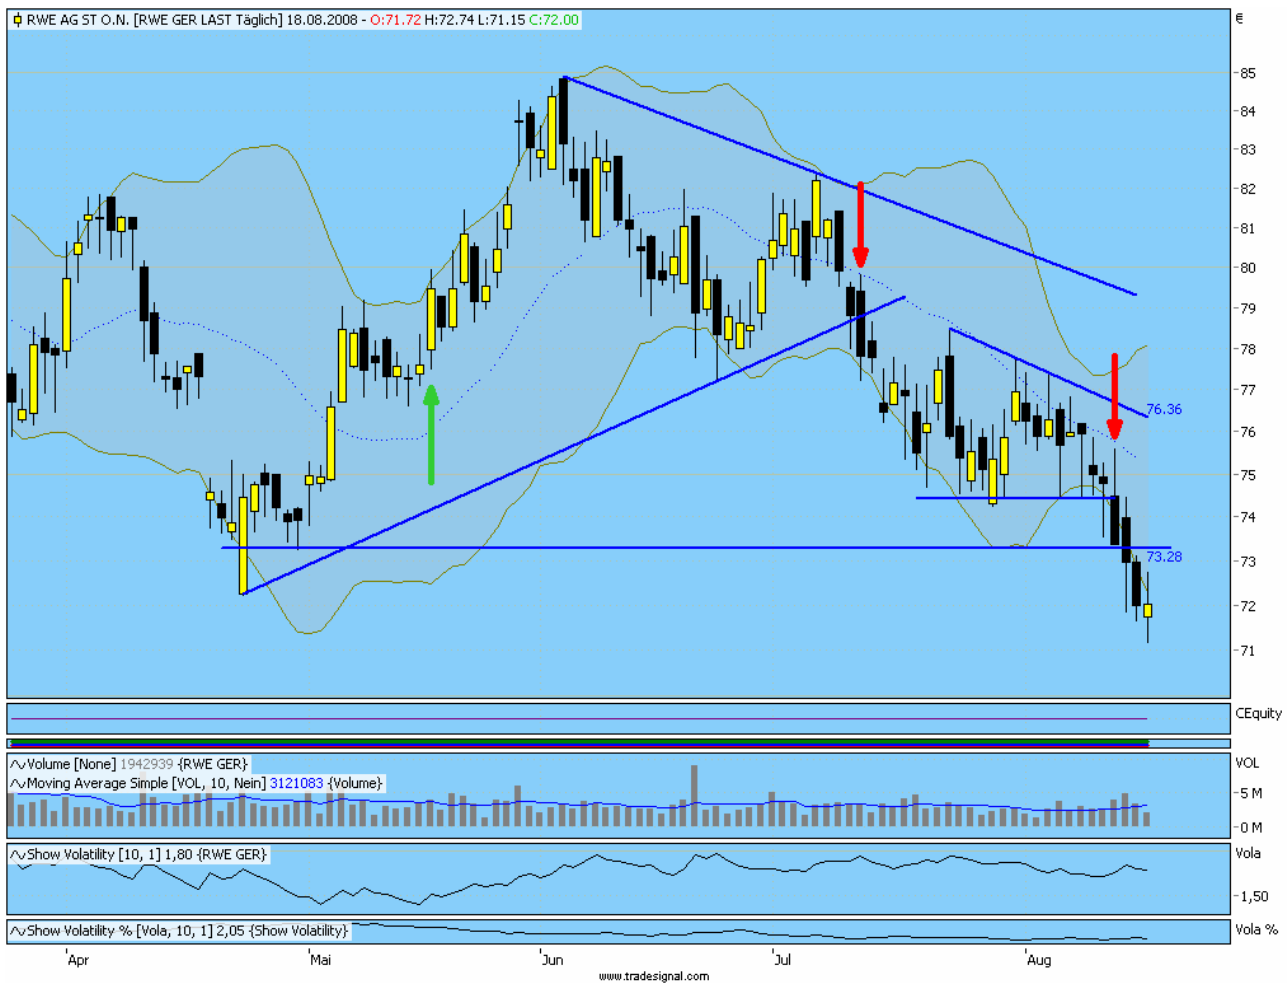 RWE AG ST O.N. [RWE GER LAST Täglich] 18.08.2008 - O:71.72 H:72.74 L:71.15 C:72.00
€
85
84
83
82
81
80
79
78
77
76.36
76
75
74
73.28
73
72
71
CEquity
Volume [None] 1942939 {RWE GER}
VOL
Moving Average Simple [VOL, 10, Nein] 3121083 {Volume}
5 M
0 M
Show Volatility [10, 1] 1,80 {RWE GER}
Vola
1,50
Show Volatility % [Vola, 10, 1] 2,05 {Show Volatility}
Vola %
Apr Mai Jun Jul Aug
www.tradesignal.com